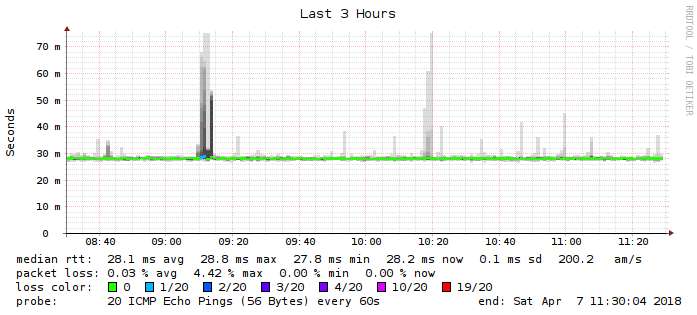 Last 3 Hours
RRDTOOL / TOBI OETIKER
Seconds
70 m
60 m
50 m
40 m
30 m
20 m
10 m
0
08:40 09:00 09:20 09:40 10:00 10:20 10:40 11:00 11:20
median rtt: 28.1 ms avg 28.8 ms max 27.8 ms min 28.2 ms now 0.1 ms sd 200.2 am/s
packet loss: 0.03 % avg 4.42 % max 0.00 % min 0.00 % now
loss color: 0 1/20 2/20 3/20 4/20 10/20 19/20
probe: 20 ICMP Echo Pings (56 Bytes) every 60s end: Sat Apr 7 11:30:04 2018